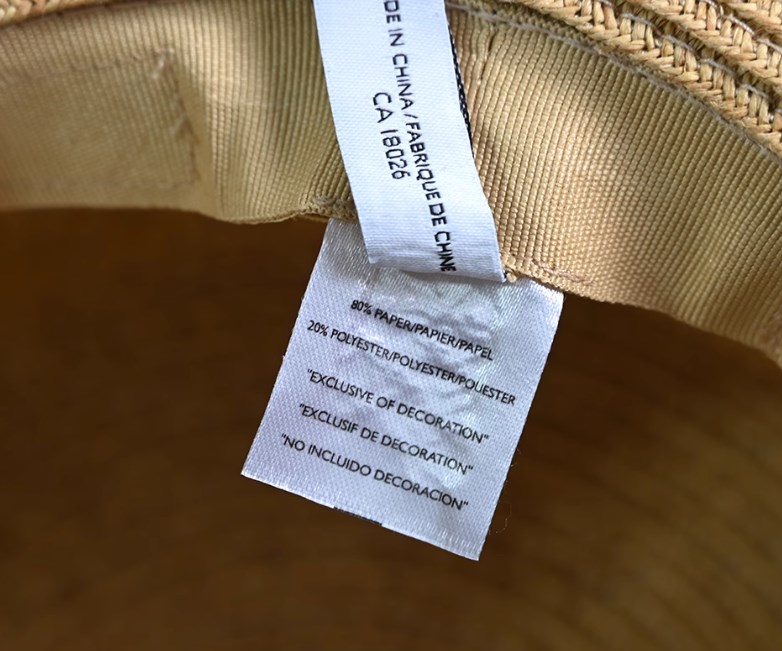 DE IN CHINA/FABRIQUE DE CHINE
CA 18026
80% PAPER/PAPIER/PAPEL
20% POLYESTER/POLYESTER/POLIESTER
"EXCLUSIVE OF DECORATION"
"EXCLUSIF DE DECORATION"
"NO INCLUIDO DECORACION"